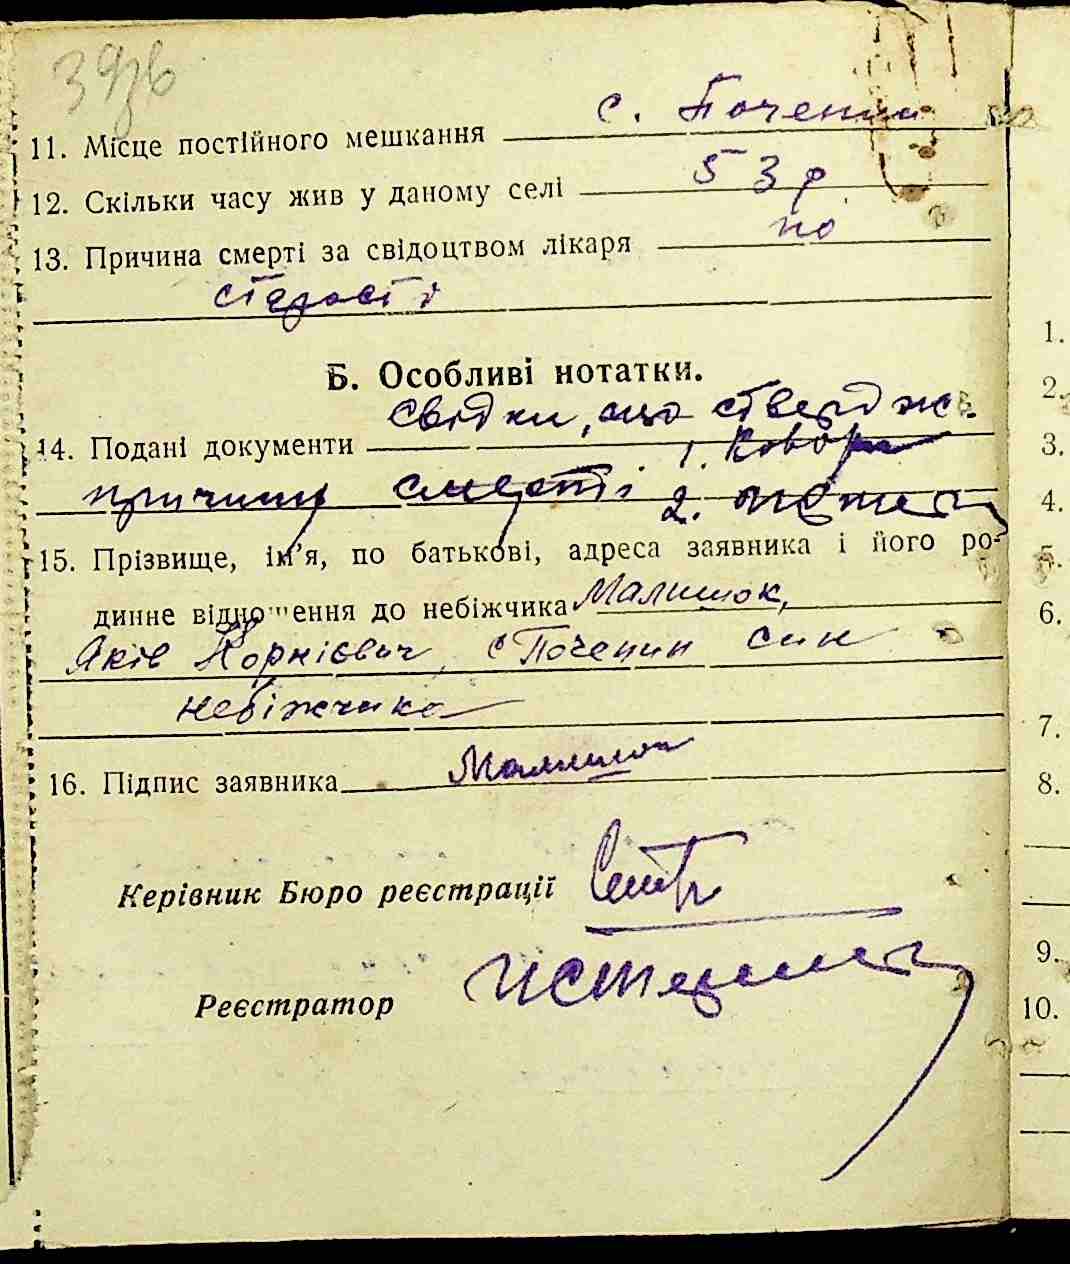 11. Місце постійного мешкання с. Почепин
12. Скільки часу жив у даному селі 53 р
13. Причина смерті за свідоцтвом лікаря по
старості
Б. Особливі нотатки.
14. Подані документи свідки, що ствердж.
причину смерті 1. 2.
15. Прізвище, ім'я, по батькові, адреса заявника і його ро-
динне відношення до небіжчика Малишок,
Яків Корнієвич, с Почепин син
небіжчика
16. Підпис заявника Малишок
Керівник Бюро реєстрації
Реєстратор
1.
2.
3.
4.
5.
6.
7.
8.
9.
10.